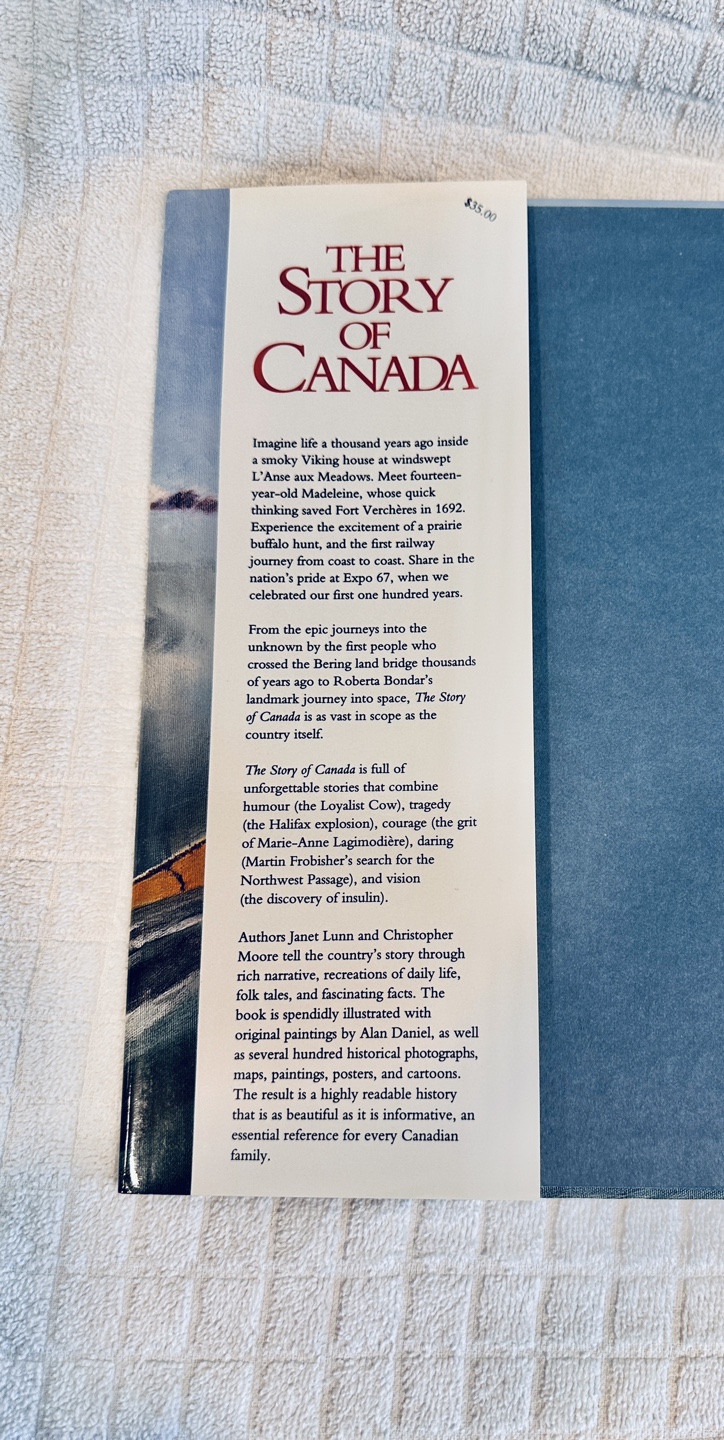 $35.00
THE
STORY
OF
CANADA
Imagine life a thousand years ago inside
a smoky Viking house at windswept
L'Anse aux Meadows. Meet fourteen-
year-old Madeleine, whose quick
thinking saved Fort Verchères in 1692.
Experience the excitement of a prairie
buffalo hunt, and the first railway
journey from coast to coast. Share in the
nation's pride at Expo 67, when we
celebrated our first one hundred years.
From the epic journeys into the
unknown by the first people who
crossed the Bering land bridge thousands
of years ago to Roberta Bondar's
landmark journey into space, The Story
of Canada is as vast in scope as the
country itself.
The Story of Canada is full of
unforgettable stories that combine
humour (the Loyalist Cow), tragedy
(the Halifax explosion), courage (the grit
of Marie-Anne Lagimodière), daring
(Martin Frobisher's search for the
Northwest Passage), and vision
(the discovery of insulin).
Authors Janet Lunn and Christopher
Moore tell the country's story through
rich narrative, recreations of daily life,
folk tales, and fascinating facts. The
book is spendidly illustrated with
original paintings by Alan Daniel, as well
as several hundred historical photographs,
maps, paintings, posters, and cartoons.
The result is a highly readable history
that is as beautiful as it is informative, an
essential reference for every Canadian
family.